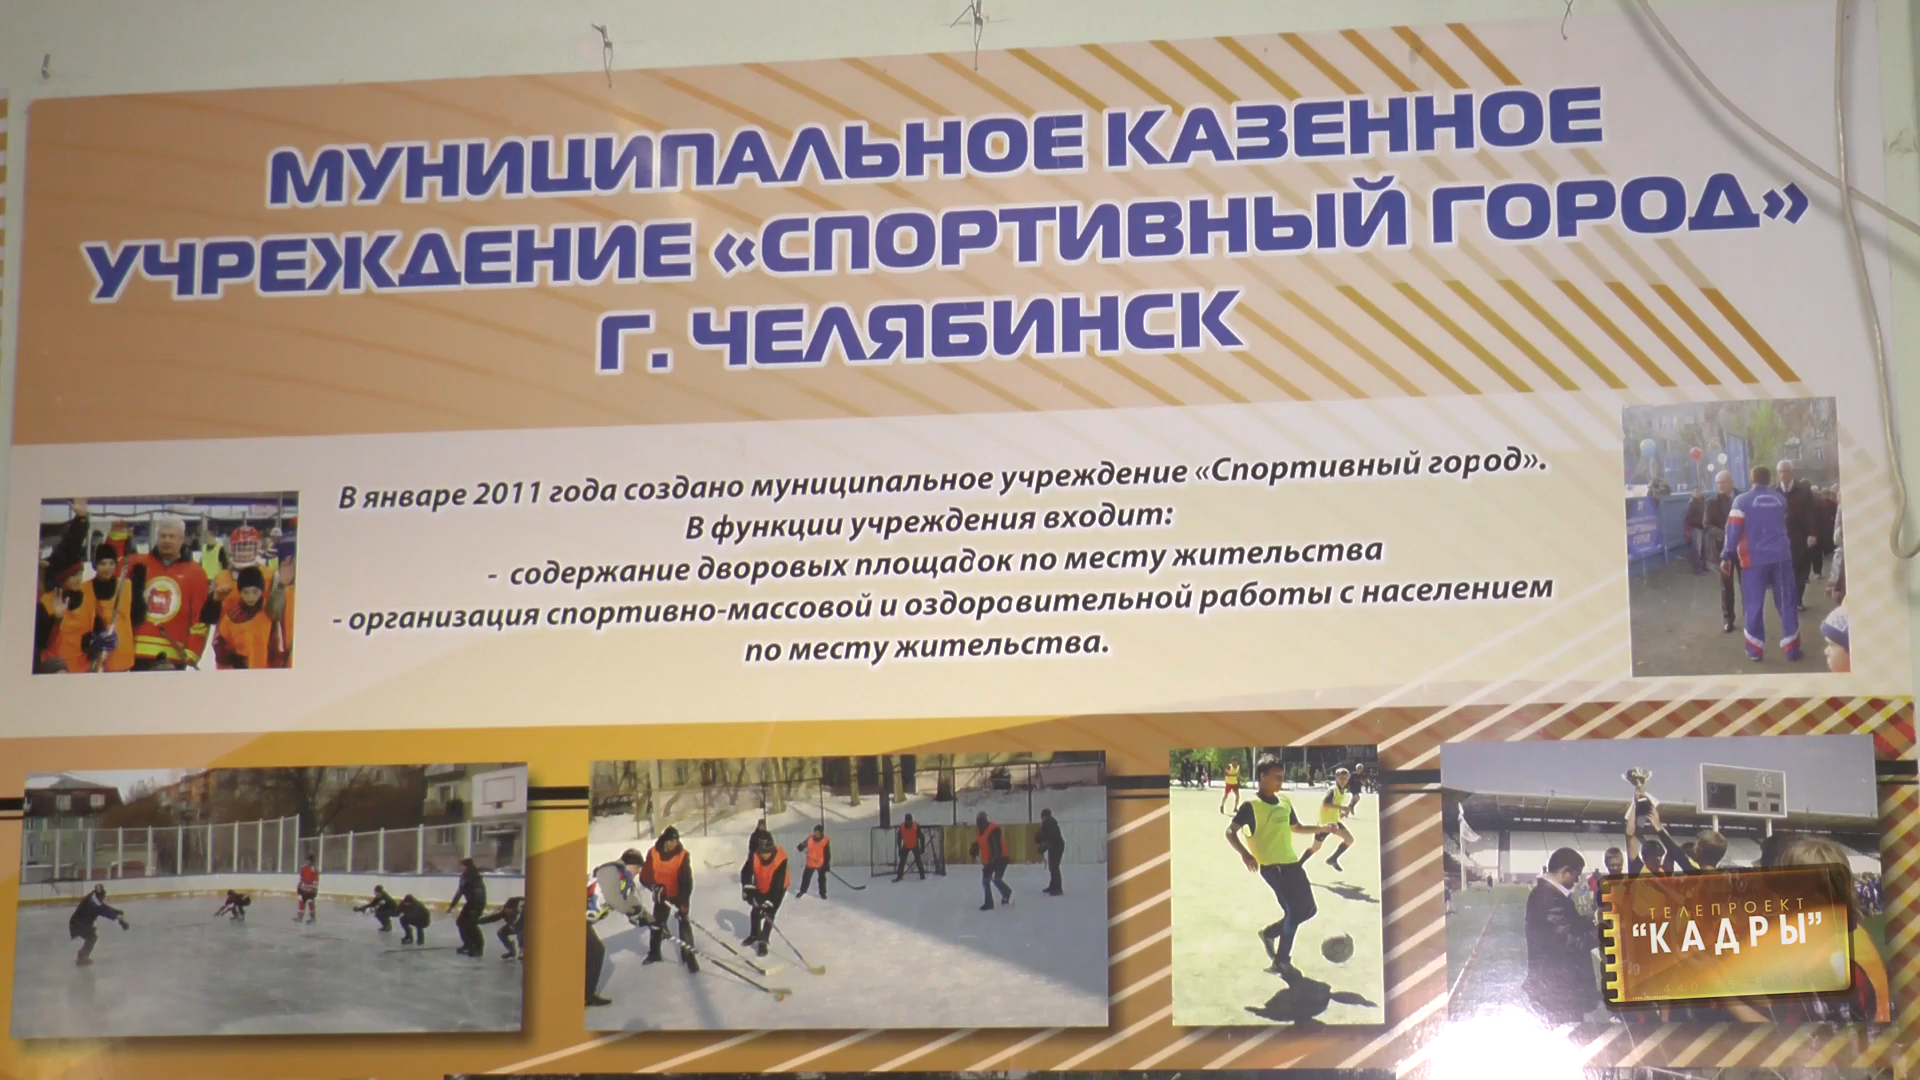 МУНИЦИПАЛЬНОЕ КАЗЕННОЕ
УЧРЕЖДЕНИЕ «СПОРТИВНЫЙ ГОРОД»
Г. ЧЕЛЯБИНСК
В январе 2011 года создано муниципальное учреждение «Спортивный город».
В функции учреждения входит:
- содержание дворовых площадок по месту жительства
- организация спортивно-массовой и оздоровительной работы с населением
по месту жительства.
ТЕЛЕПРОЕКТ
“КАДРЫ”